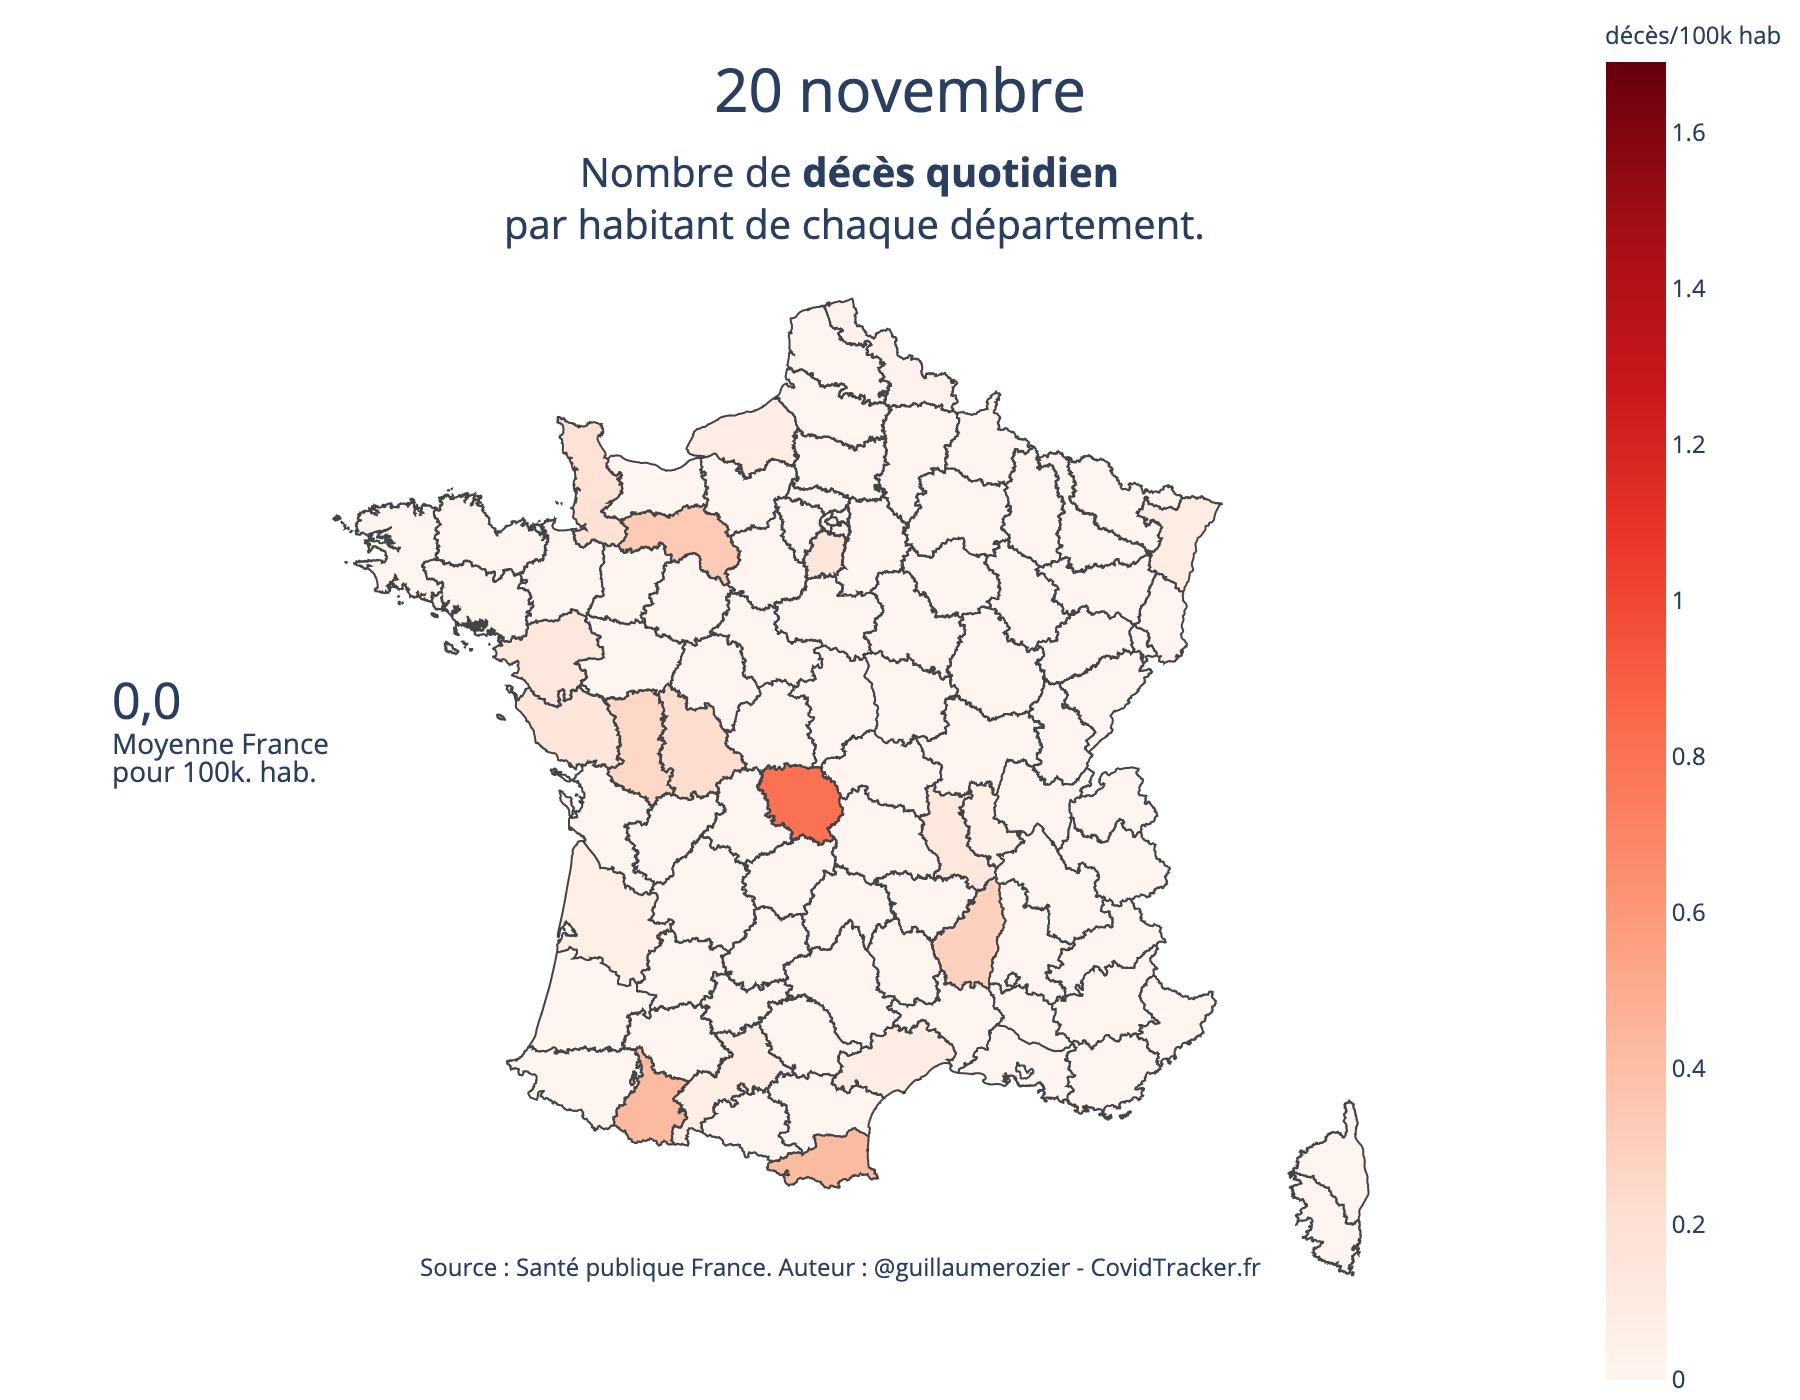 décès/100k hab
20 novembre
Nombre de décès quotidien
par habitant de chaque département.
1.6
1.4
1.2
1
0.8
0.6
0.4
0.2
0
0,0
Moyenne France
pour 100k. hab.
Source : Santé publique France. Auteur : @guillaumerozier - CovidTracker.fr